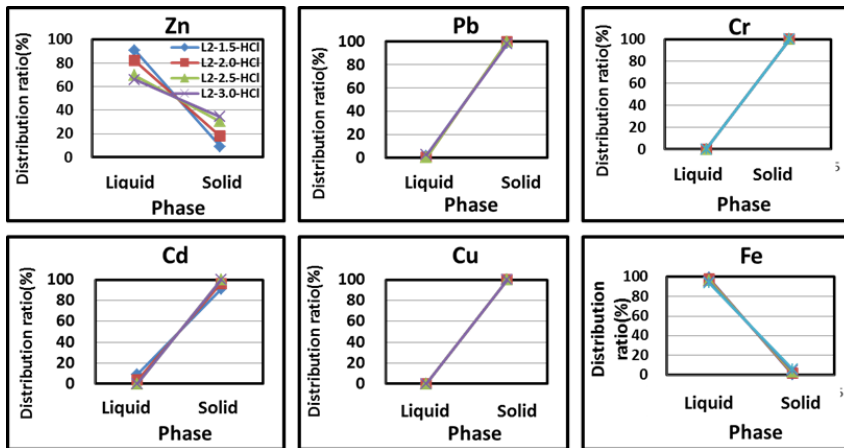 Zn
Distribution ratio(%)
100
80
60
40
20
0
L2-1.5-HCl
L2-2.0-HCl
L2-2.5-HCl
L2-3.0-HCl
Liquid Solid
Phase
Pb
Distribution ratio(%)
100
80
60
40
20
0
Liquid Solid
Phase
Cr
Distribution ratio(%)
100
80
60
40
20
0
Liquid Solid
Phase
Cd
Distribution ratio(%)
100
80
60
40
20
0
Liquid Solid
Phase
Cu
Distribution ratio(%)
100
80
60
40
20
0
Liquid Solid
Phase
Fe
Distribution
ratio(%)
100
80
60
40
20
0
Liquid Solid
Phase